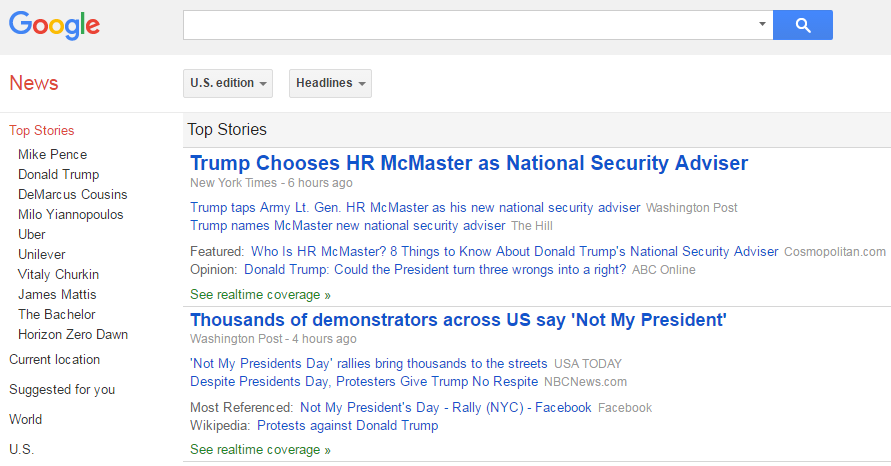 Google
News
U.S. edition
Headlines
Top Stories
Mike Pence
Donald Trump
DeMarcus Cousins
Milo Yiannopoulos
Uber
Unilever
Vitaly Churkin
James Mattis
The Bachelor
Horizon Zero Dawn
Current location
Suggested for you
World
U.S.
Top Stories
Trump Chooses HR McMaster as National Security Adviser
New York Times - 6 hours ago
Trump taps Army Lt. Gen. HR McMaster as his new national security adviser Washington Post
Trump names McMaster new national security adviser The Hill
Featured: Who Is HR McMaster? 8 Things to Know About Donald Trump's National Security Adviser Cosmopolitan.com
Opinion: Donald Trump: Could the President turn three wrongs into a right? ABC Online
See realtime coverage »
Thousands of demonstrators across US say 'Not My President'
Washington Post - 4 hours ago
'Not My Presidents Day' rallies bring thousands to the streets USA TODAY
Despite Presidents Day, Protesters Give Trump No Respite NBCNews.com
Most Referenced: Not My President's Day - Rally (NYC) - Facebook Facebook
Wikipedia: Protests against Donald Trump
See realtime coverage »